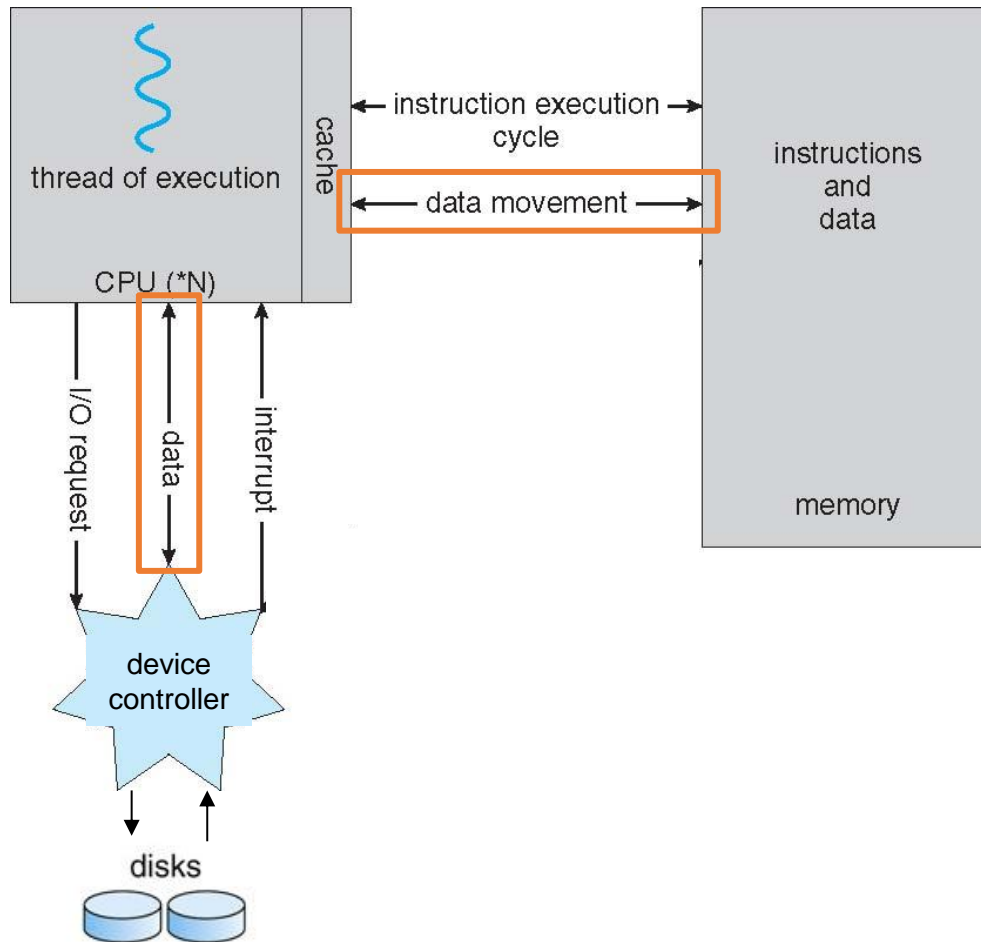 thread of execution
CPU (*N)
cache
instruction execution
cycle
data movement
instructions
and
data
memory
I/O request
data
interrupt
device
controller
disks